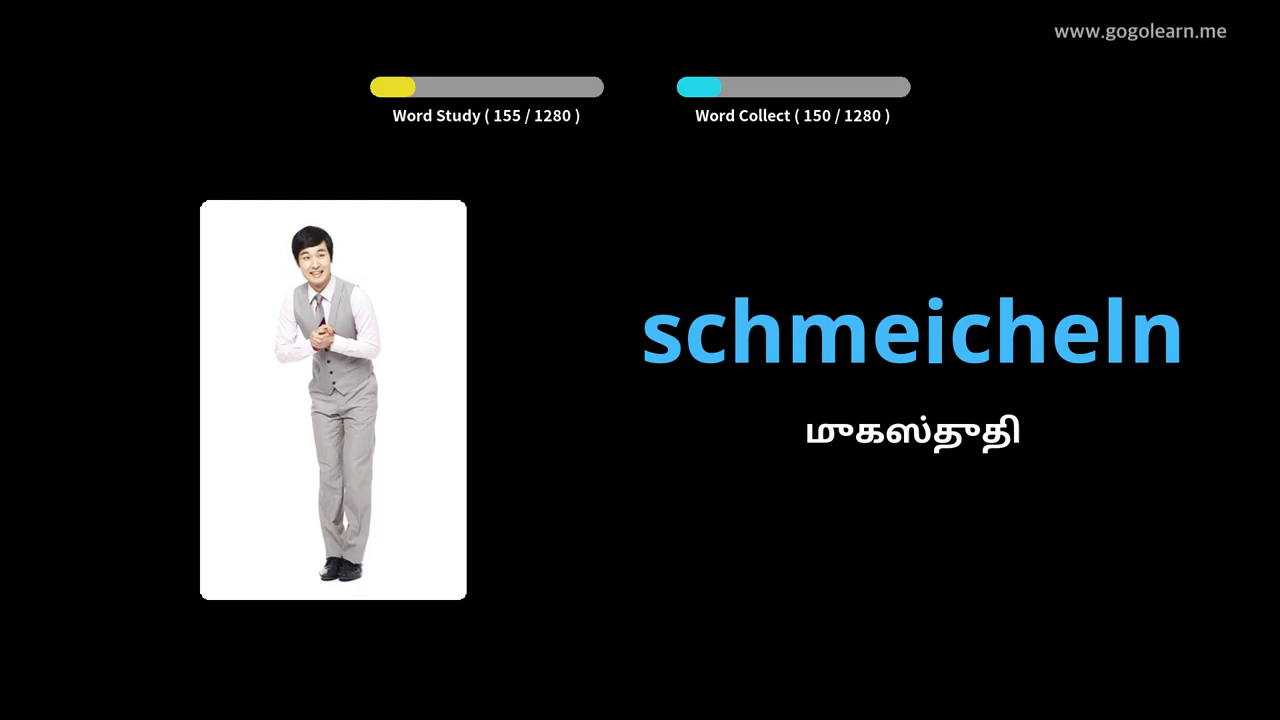 www.gogolearn.me
Word Study ( 155 / 1280 )
Word Collect ( 150 / 1280 )
schmeicheln
முகஸ்துதி